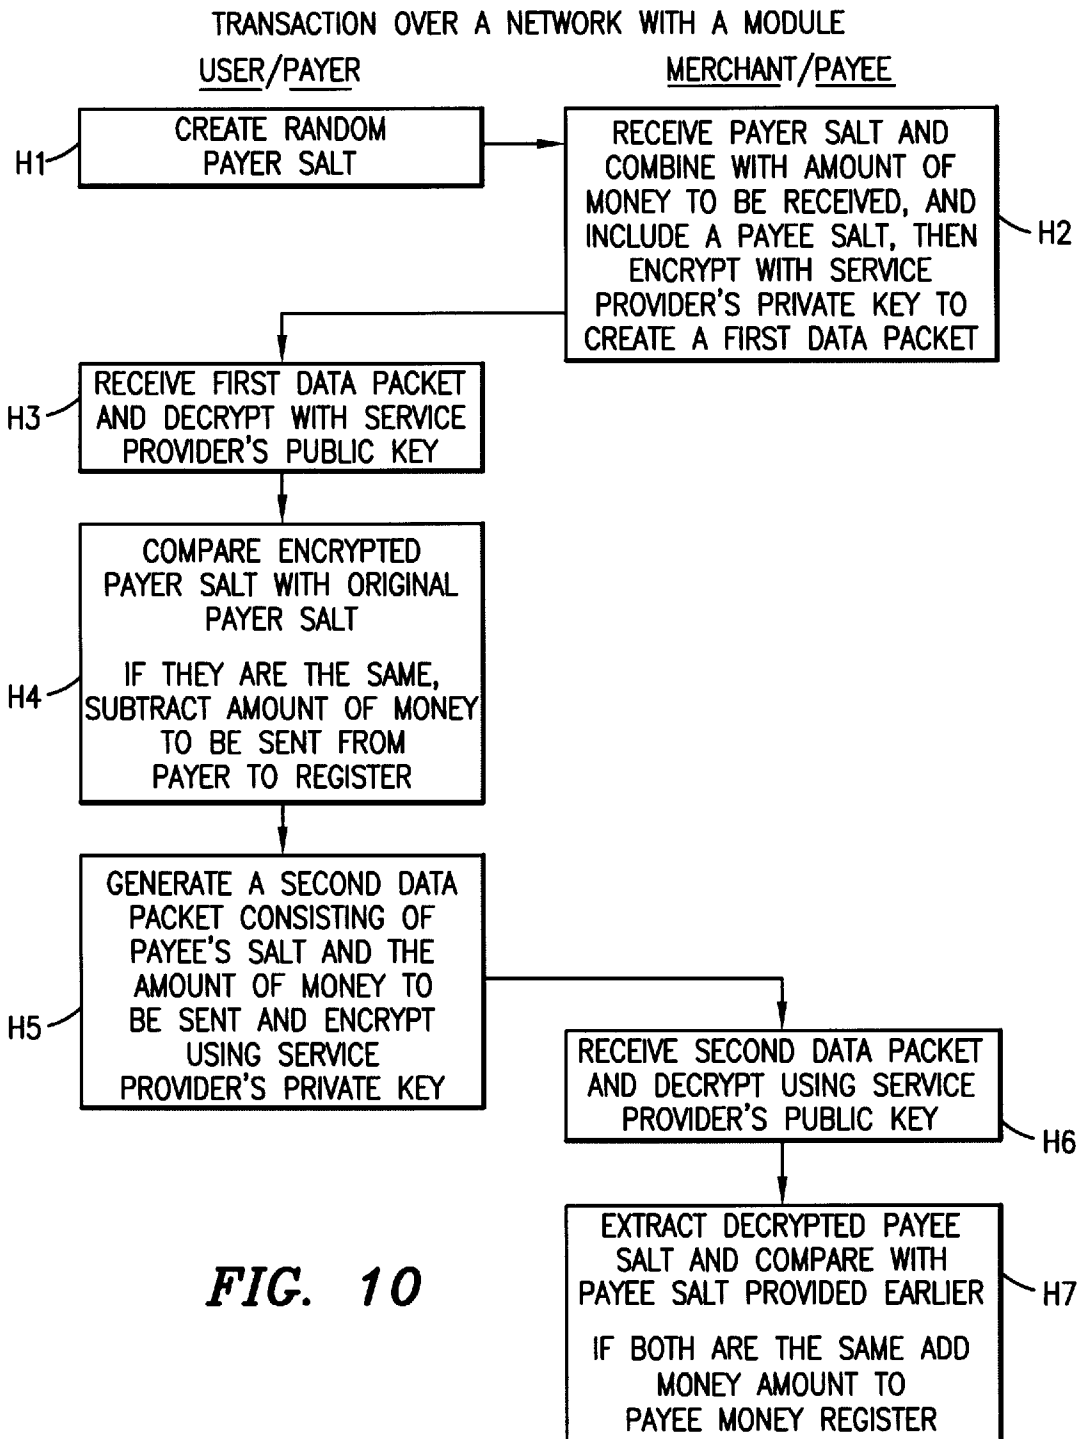 TRANSACTION OVER A NETWORK WITH A MODULE
USER/PAYER
MERCHANT/PAYEE
H1
CREATE RANDOM
PAYER SALT
RECEIVE PAYER SALT AND
COMBINE WITH AMOUNT OF
MONEY TO BE RECEIVED, AND
INCLUDE A PAYEE SALT, THEN
ENCRYPT WITH SERVICE
PROVIDER'S PRIVATE KEY TO
CREATE A FIRST DATA PACKET
H2
H3
RECEIVE FIRST DATA PACKET
AND DECRYPT WITH SERVICE
PROVIDER'S PUBLIC KEY
H4
COMPARE ENCRYPTED
PAYER SALT WITH ORIGINAL
PAYER SALT
IF THEY ARE THE SAME,
SUBTRACT AMOUNT OF MONEY
TO BE SENT FROM
PAYER TO REGISTER
H5
GENERATE A SECOND DATA
PACKET CONSISTING OF
PAYEE'S SALT AND THE
AMOUNT OF MONEY TO
BE SENT AND ENCRYPT
USING SERVICE
PROVIDER'S PRIVATE KEY
RECEIVE SECOND DATA PACKET
AND DECRYPT USING SERVICE
PROVIDER'S PUBLIC KEY
H6
EXTRACT DECRYPTED PAYEE
SALT AND COMPARE WITH
PAYEE SALT PROVIDED EARLIER
IF BOTH ARE THE SAME ADD
MONEY AMOUNT TO
PAYEE MONEY REGISTER
H7
FIG. 10